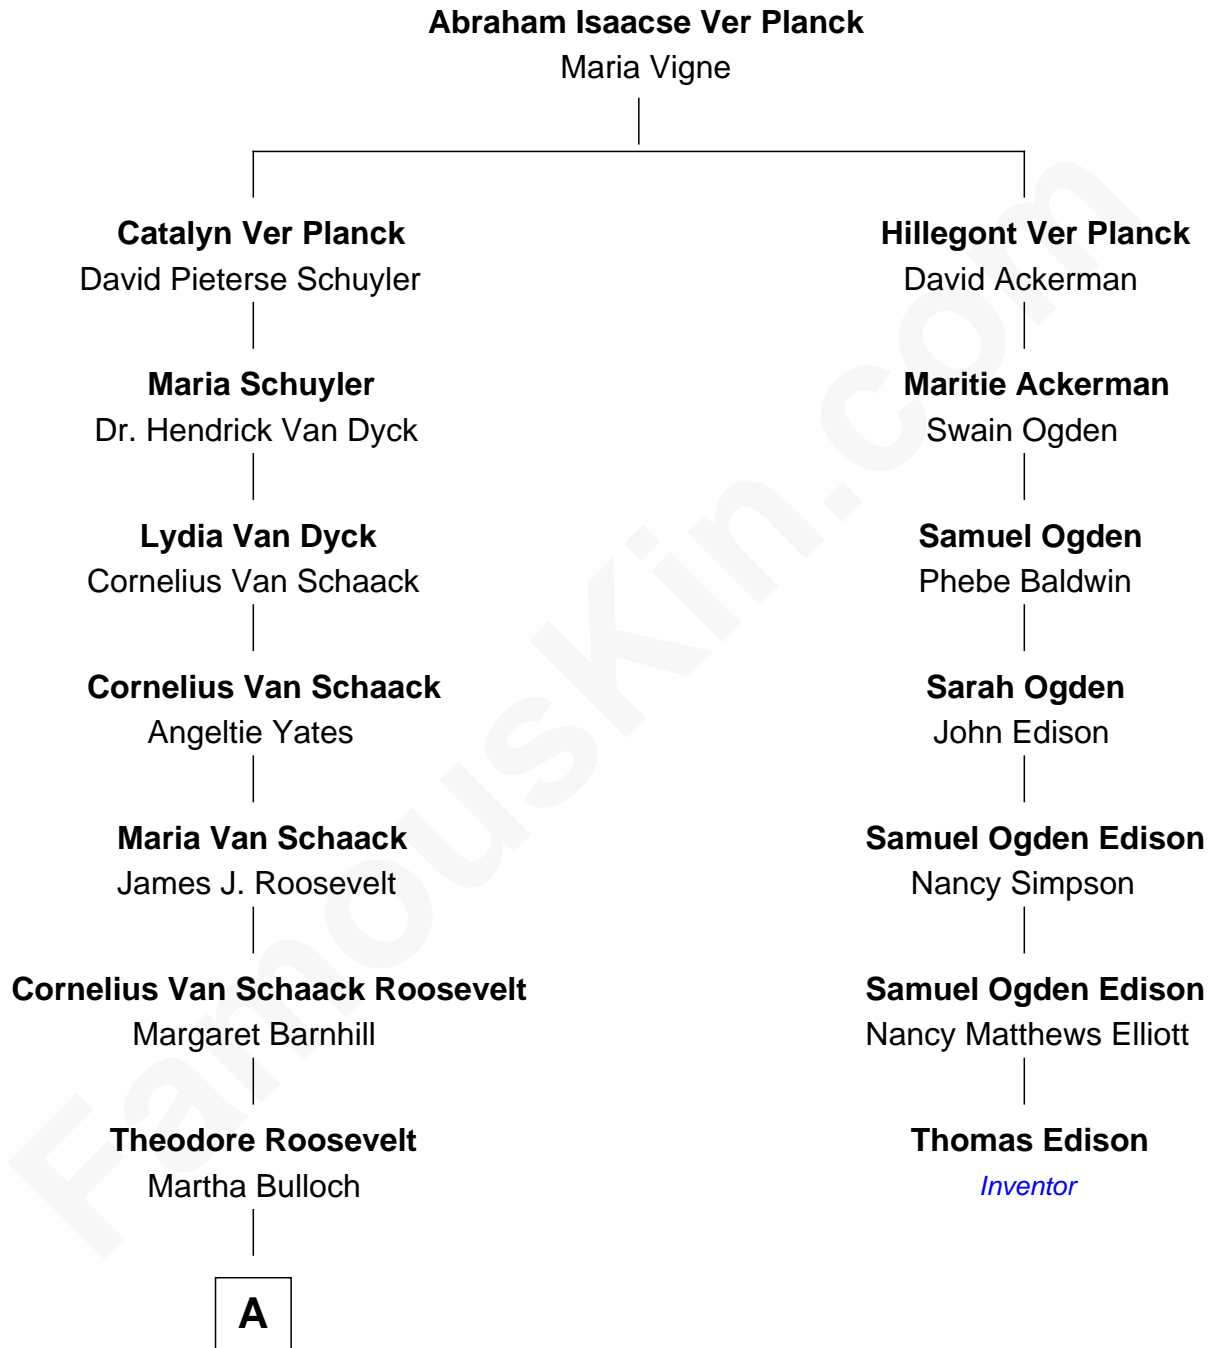 Abraham Isaacse Ver Planck
Maria Vigne
Catalyn Ver Planck
David Pieterse Schuyler
Hillegont Ver Planck
David Ackerman
Maria Schuyler
Dr. Hendrick Van Dyck
Maritie Ackerman
Swain Ogden
Lydia Van Dyck
Cornelius Van Schaack
Samuel Ogden
Phebe Baldwin
Cornelius Van Schaack
Angeltie Yates
Sarah Ogden
John Edison
Maria Van Schaack
James J. Roosevelt
Samuel Ogden Edison
Nancy Simpson
Cornelius Van Schaack Roosevelt
Margaret Barnhill
Samuel Ogden Edison
Nancy Matthews Elliott
Theodore Roosevelt
Martha Bulloch
Thomas Edison
Inventor
A
FamousKin.com